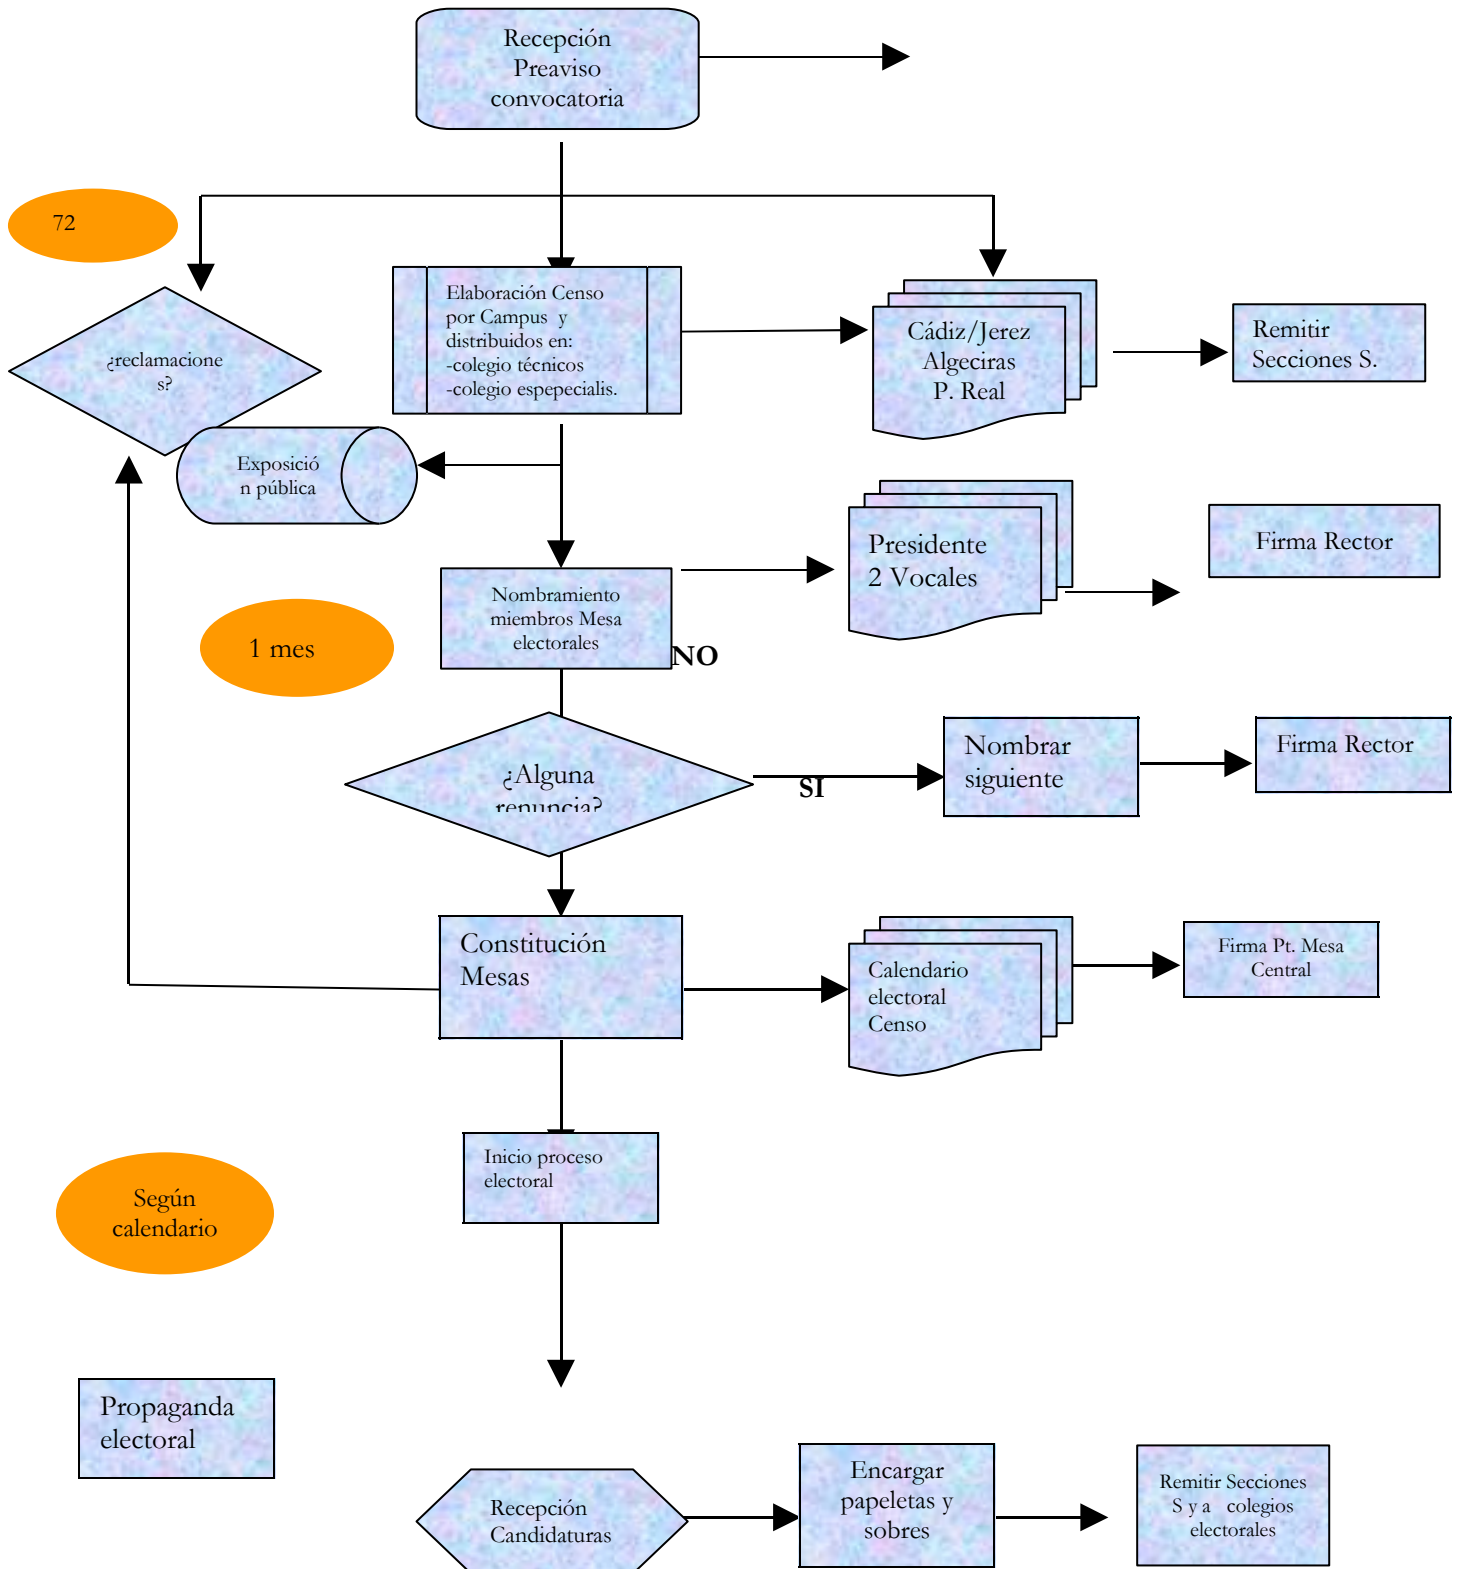 Recepción
Preaviso
convocatoria
72
Elaboración Censo
por Campus y
distribuidos en:
-colegio técnicos
-colegio espepecialis.
Cádiz/Jerez
Algeciras
P. Real
Remitir
Secciones S.
¿reclamacione
s?
Exposició
n pública
Presidente
2 Vocales
Firma Rector
Nombramiento
miembros Mesa
electorales
1 mes
NO
¿Alguna
renuncia?
SI
Nombrar
siguiente
Firma Rector
Constitución
Mesas
Calendario
electoral
Censo
Firma Pt. Mesa
Central
Inicio proceso
electoral
Según
calendario
Propaganda
electoral
Recepción
Candidaturas
Encargar
papeletas y
sobres
Remitir Secciones
S y a colegios
electorales